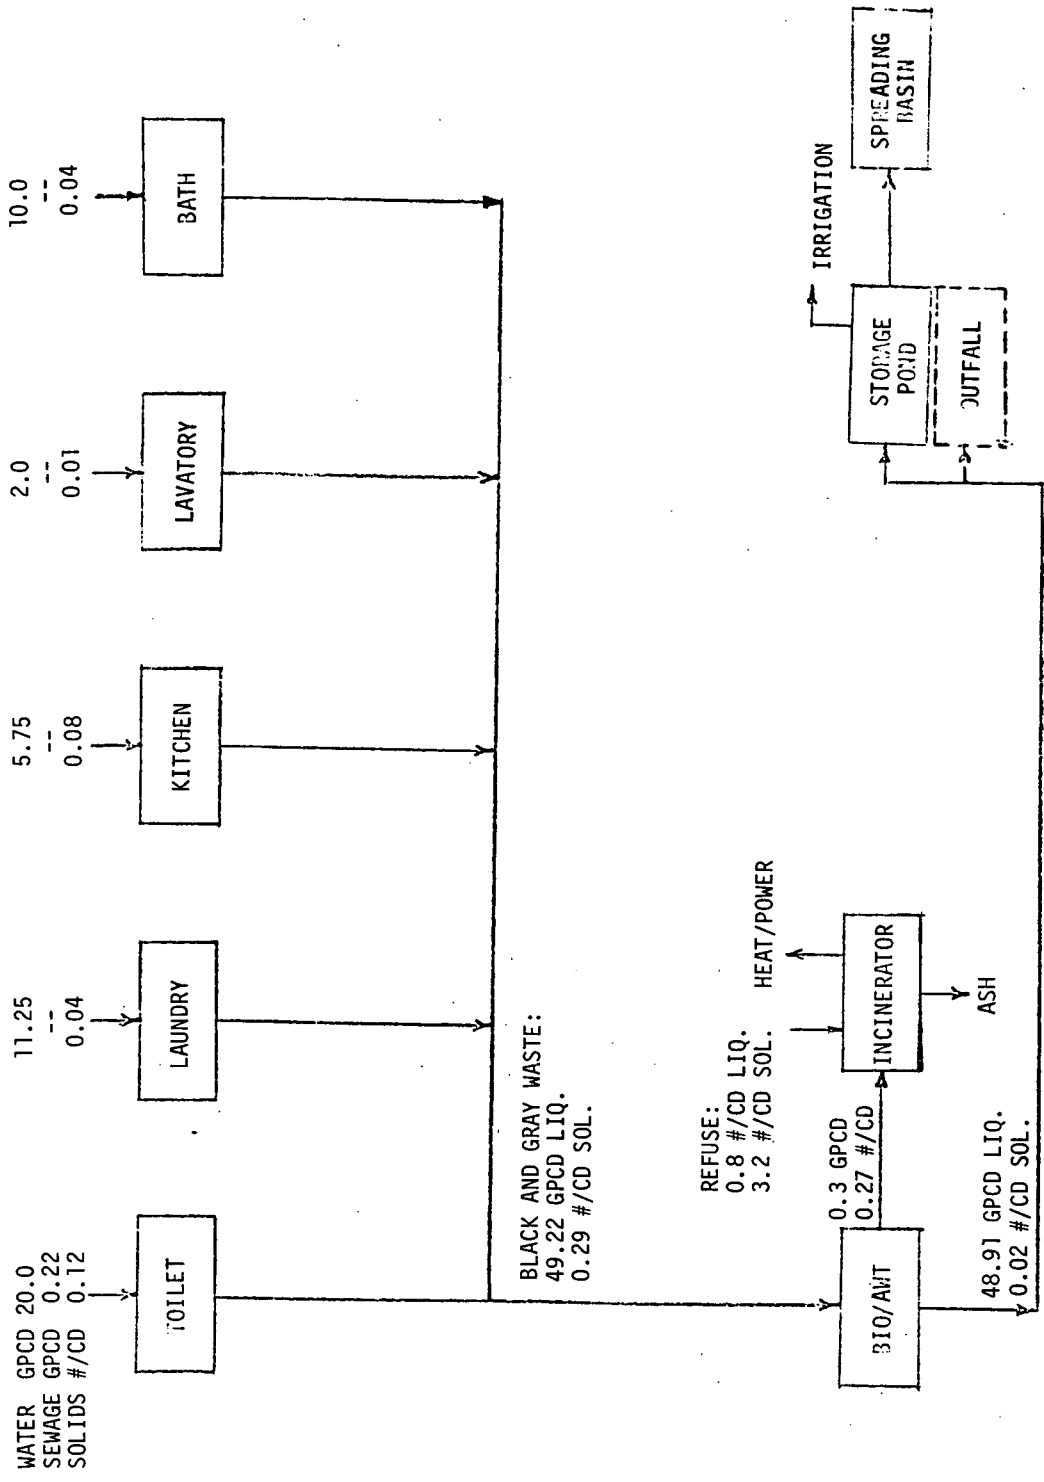 WATER GPCD 20.0
SEWAGE GPCD 0.22
SOLIDS #/CD 0.12
11.25
--
0.04
5.75
--
0.08
2.0
--
0.01
10.0
--
0.04
TOILET
LAUNDRY
KITCHEN
LAVATORY
BATH
BLACK AND GRAY WASTE:
49.22 GPCD LIQ.
0.29 #/CD SOL.
REFUSE:
0.8 #/CD LIQ.
3.2 #/CD SOL.
HEAT/POWER
IRRIGATION
0.3 GPCD
0.27 #/CD
BIO/AWT
INCINERATOR
STORAGE
POND
SPREADING
BASIN
OUTFALL
ASH
48.91 GPCD LIQ.
0.02 #/CD SOL.